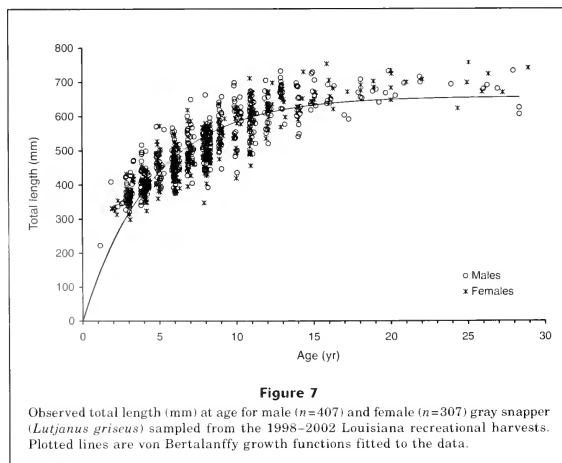 800
700
600
500
400
300
200
100
0
Total length (mm)
0 5 10 15 20 25 30
Age (yr)
○ Males
✶ Females
Figure 7
Observed total length (mm) at age for male (n=407) and female (n=307) gray snapper
(Lutjanus griseus) sampled from the 1998–2002 Louisiana recreational harvests.
Plotted lines are von Bertalanffy growth functions fitted to the data.